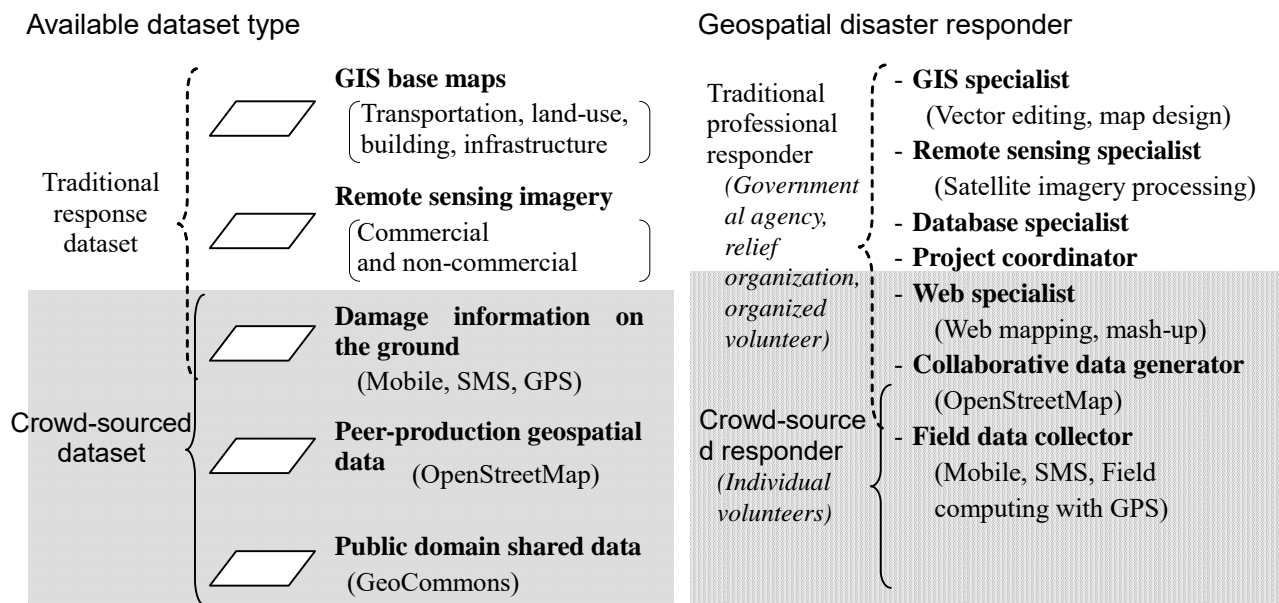 Available dataset type
Traditional
response
dataset
GIS base maps
Transportation, land-use,
building, infrastructure
Remote sensing imagery
Commercial
and non-commercial
Crowd-sourced
dataset
Damage information on
the ground
(Mobile, SMS, GPS)
Peer-production geospatial
data (OpenStreetMap)
Public domain shared data
(GeoCommons)
Geospatial disaster responder
Traditional
professional
responder
(Government
al agency,
relief
organization,
organized
volunteer)
Crowd-source
d responder
(Individual
volunteers)
- GIS specialist
(Vector editing, map design)
- Remote sensing specialist
(Satellite imagery processing)
- Database specialist
- Project coordinator
- Web specialist
(Web mapping, mash-up)
- Collaborative data generator
(OpenStreetMap)
- Field data collector
(Mobile, SMS, Field
computing with GPS)